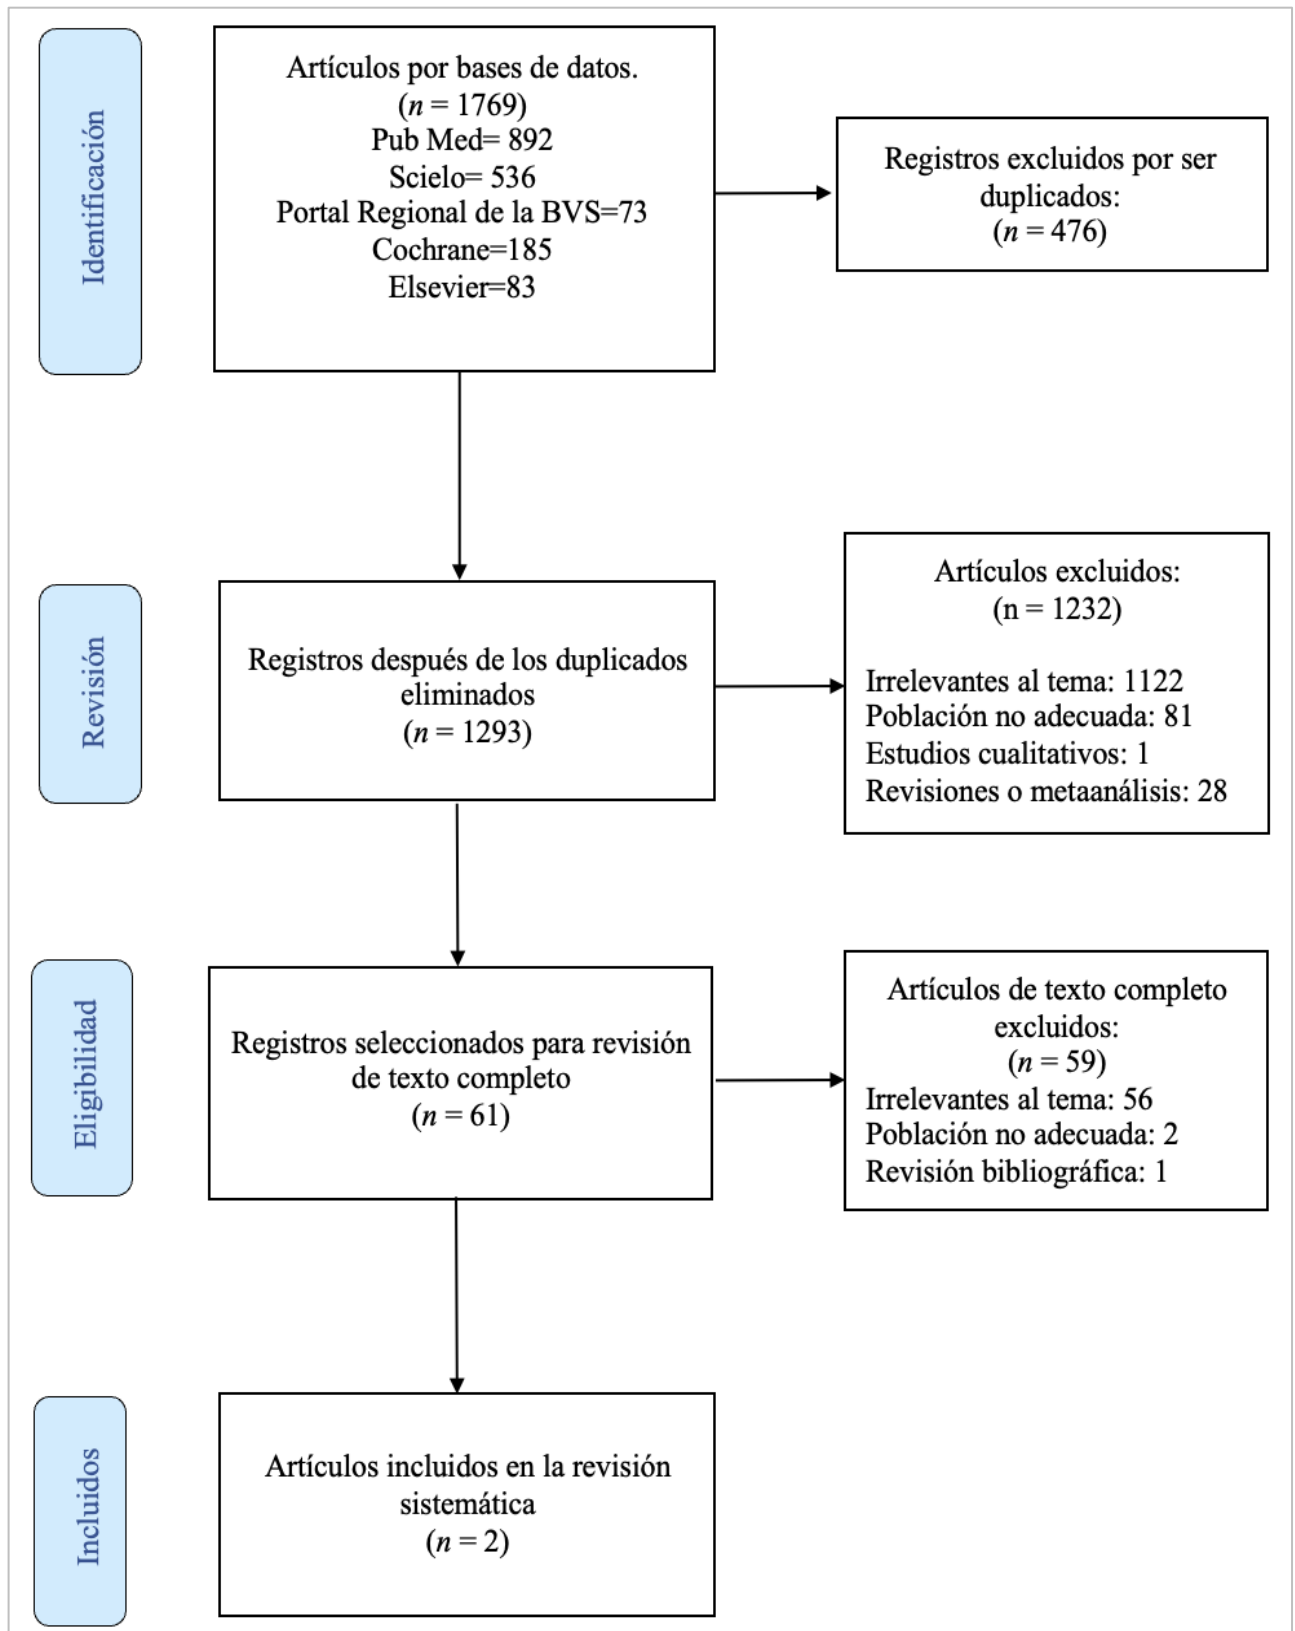 Identificación
Artículos por bases de datos.
(n = 1769)
Pub Med= 892
Scielo= 536
Portal Regional de la BVS=73
Cochrane=185
Elsevier=83
Registros excluidos por ser
duplicados:
(n = 476)
Revisión
Registros después de los duplicados
eliminados
(n = 1293)
Artículos excluidos:
(n = 1232)
Irrelevantes al tema: 1122
Población no adecuada: 81
Estudios cualitativos: 1
Revisiones o metaanálisis: 28
Eligibilidad
Registros seleccionados para revisión
de texto completo
(n = 61)
Artículos de texto completo
excluidos:
(n = 59)
Irrelevantes al tema: 56
Población no adecuada: 2
Revisión bibliográfica: 1
Incluidos
Artículos incluidos en la revisión
sistemática
(n = 2)